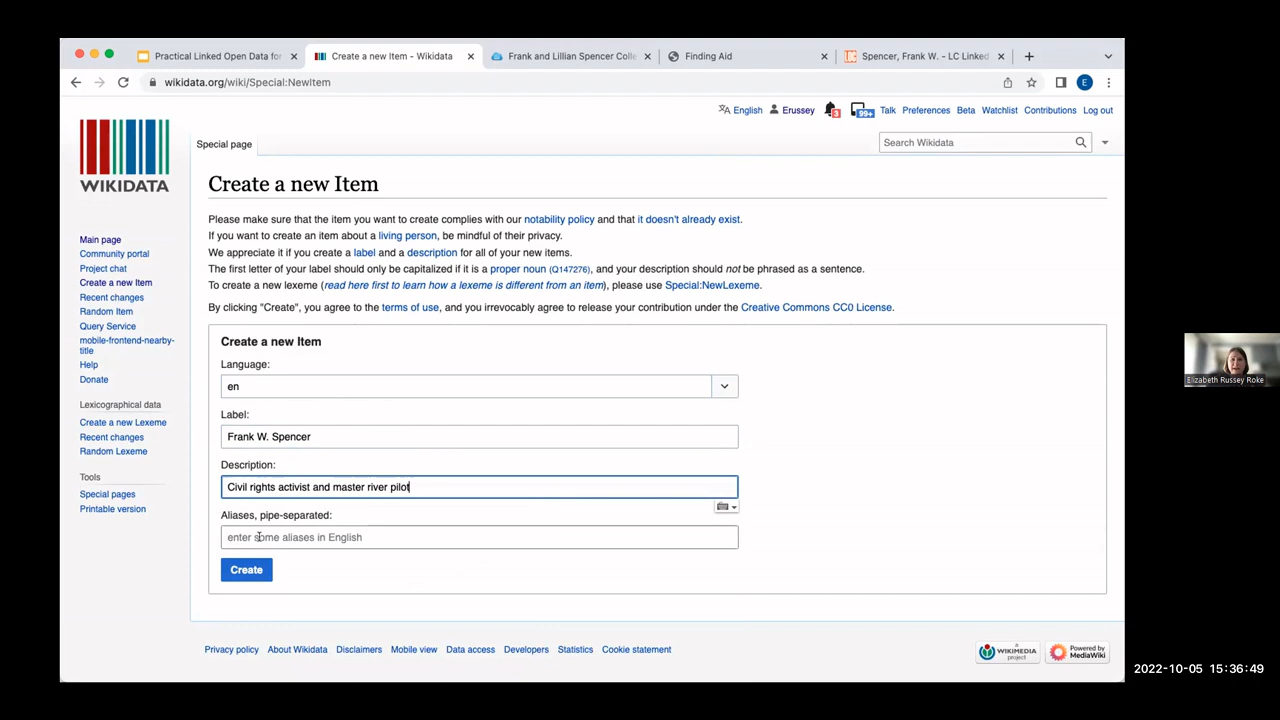 Practical Linked Open Data for
Create a new Item - Wikidata
Frank and Lillian Spencer Colle
Finding Aid
Spencer, Frank W. - LC Linked
wikidata.org/wiki/Special:NewItem
E
English
Erussey
3
99+
Talk
Preferences
Beta
Watchlist
Contributions
Log out
WIKIDATA
Special page
Search Wikidata
Main page
Community portal
Project chat
Create a new Item
Recent changes
Random Item
Query Service
mobile-frontend-nearby-
title
Help
Donate
Lexicographical data
Create a new Lexeme
Recent changes
Random Lexeme
Tools
Special pages
Printable version
Create a new Item
Please make sure that the item you want to create complies with our notability policy and that it doesn't already exist.
If you want to create an item about a living person, be mindful of their privacy.
We appreciate it if you create a label and a description for all of your new items.
The first letter of your label should only be capitalized if it is a proper noun (Q147276), and your description should not be phrased as a sentence.
To create a new lexeme (read here first to learn how a lexeme is different from an item), please use Special:NewLexeme.
By clicking "Create", you agree to the terms of use, and you irrevocably agree to release your contribution under the Creative Commons CC0 License.
Create a new Item
Language:
en
Label:
Frank W. Spencer
Description:
Civil rights activist and master river pilot
Aliases, pipe-separated:
enter some aliases in English
Create
Privacy policy
About Wikidata
Disclaimers
Mobile view
Data access
Developers
Statistics
Cookie statement
a
WIKIMEDIA
project
Powered by
MediaWiki
Elizabeth Russey Roke
2022-10-05 15:36:49